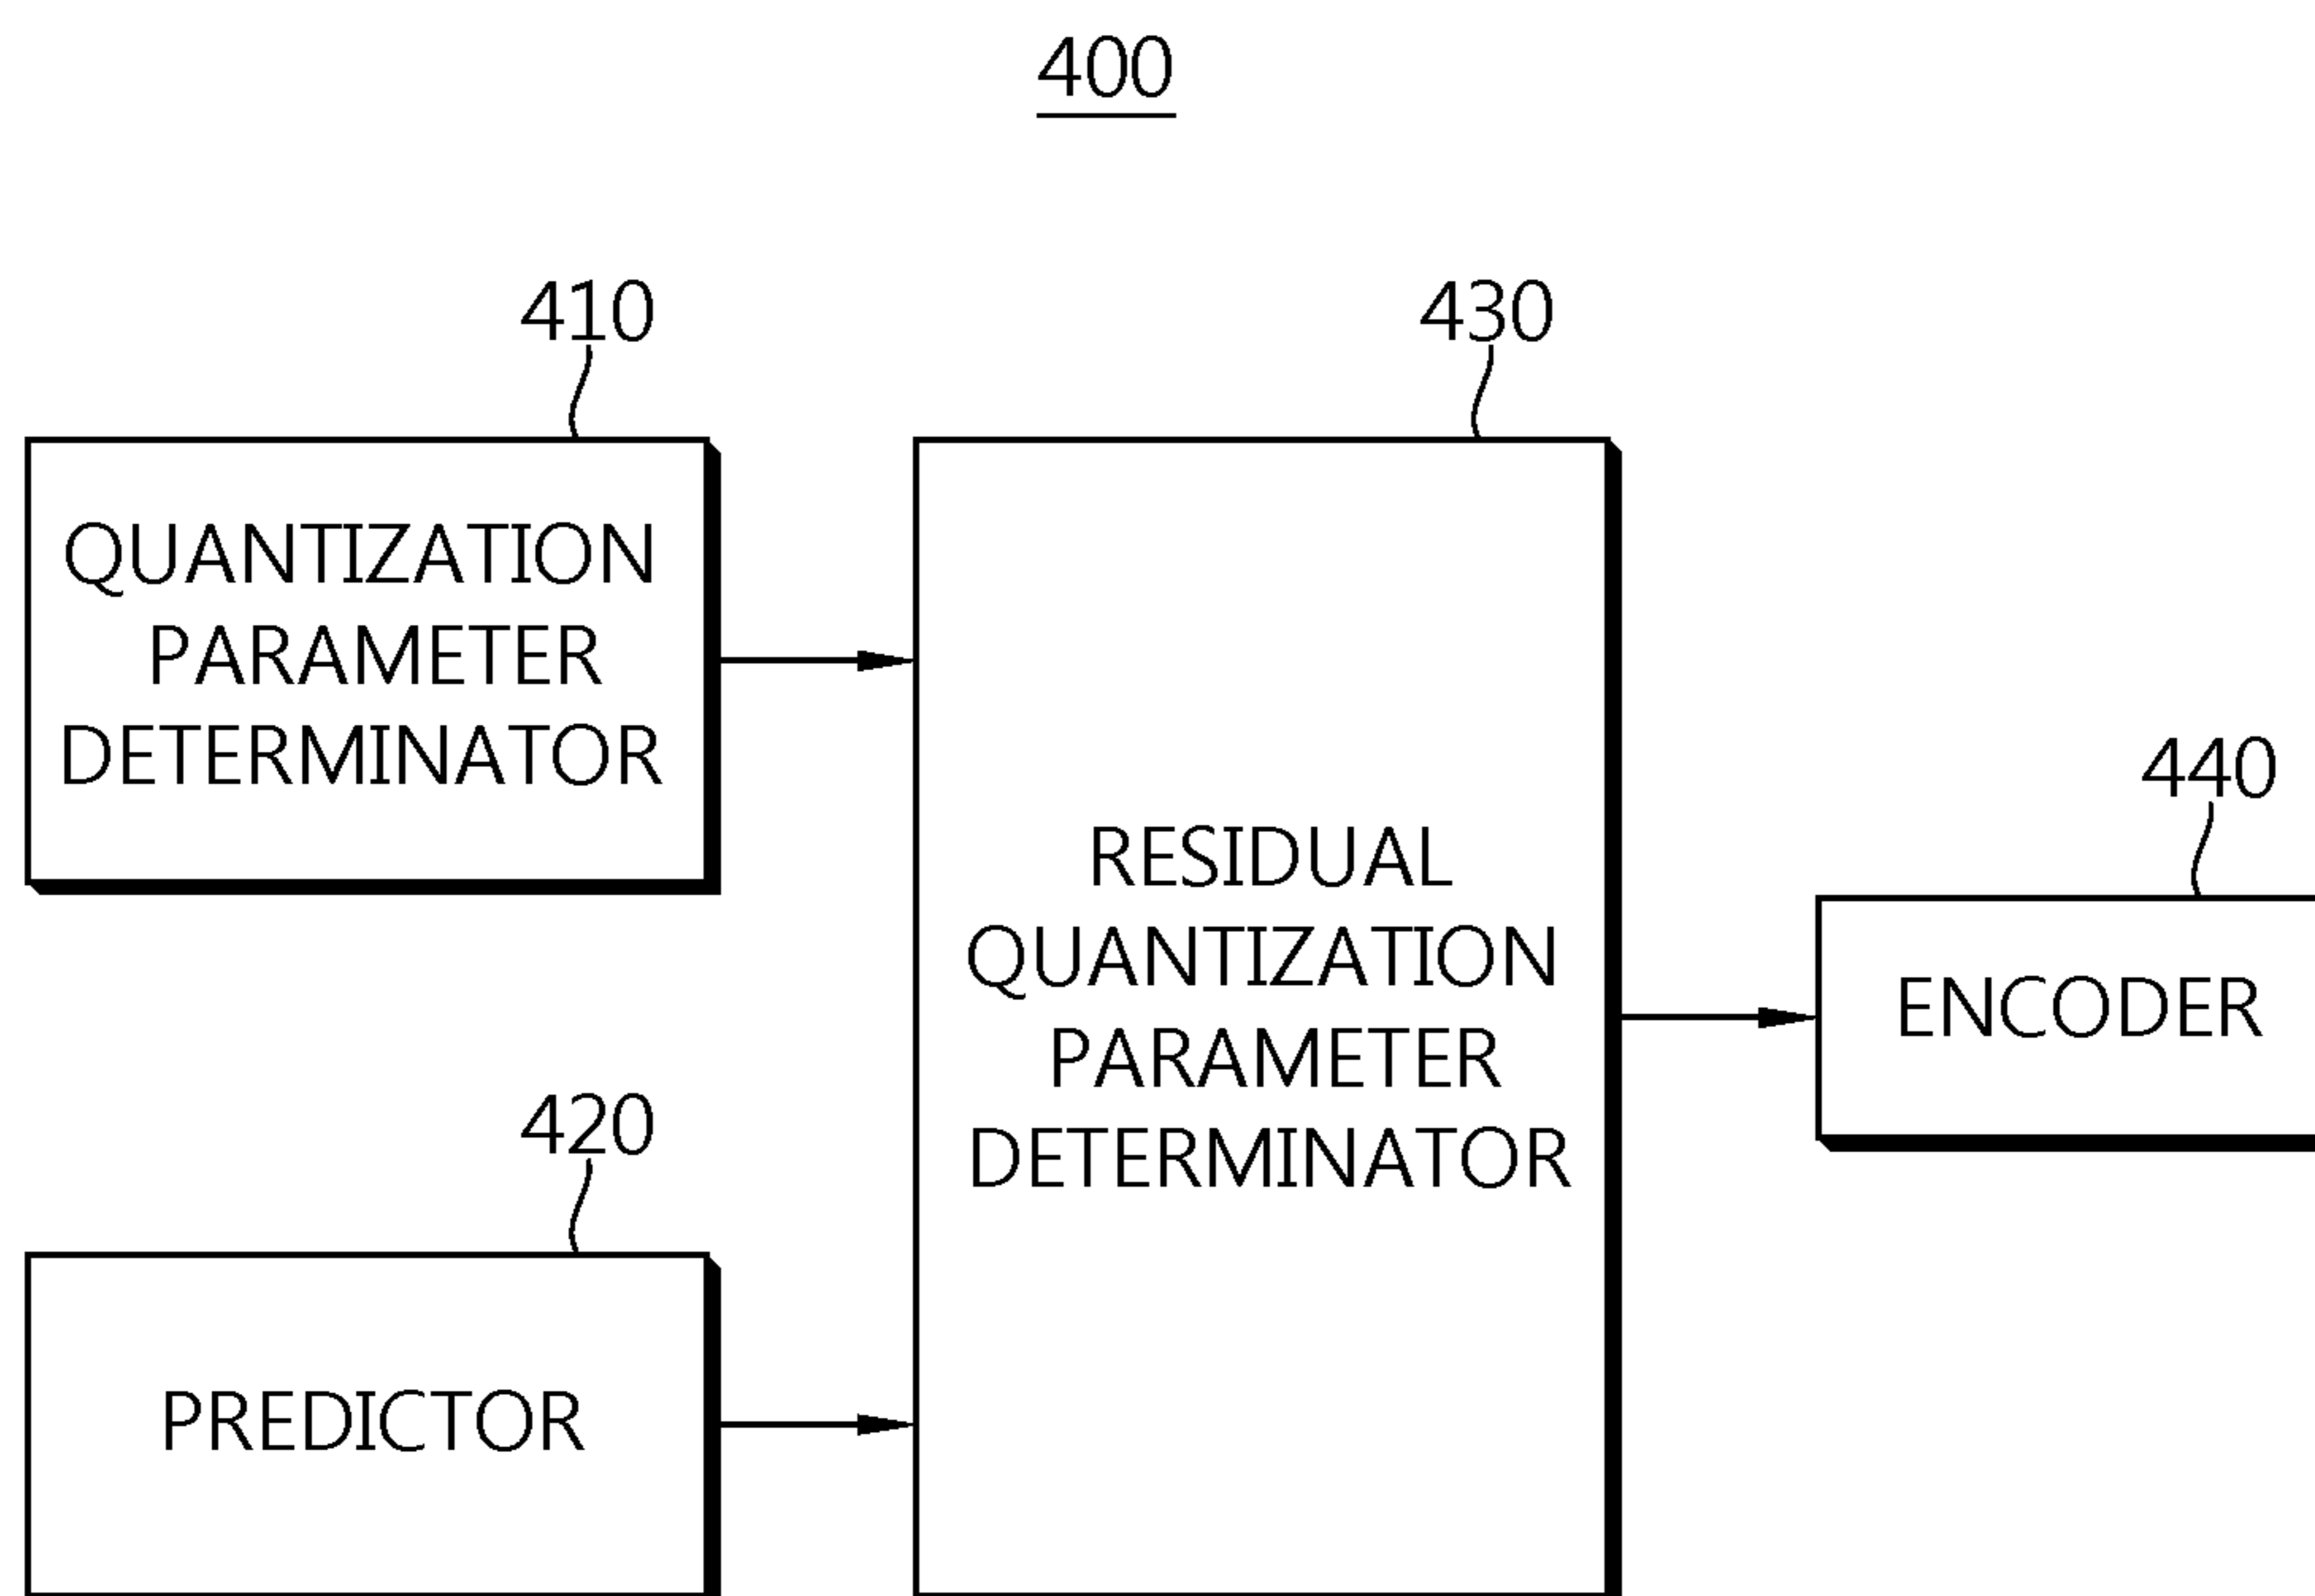 400
410
QUANTIZATION
PARAMETER
DETERMINATOR
420
PREDICTOR
430
RESIDUAL
QUANTIZATION
PARAMETER
DETERMINATOR
440
ENCODER